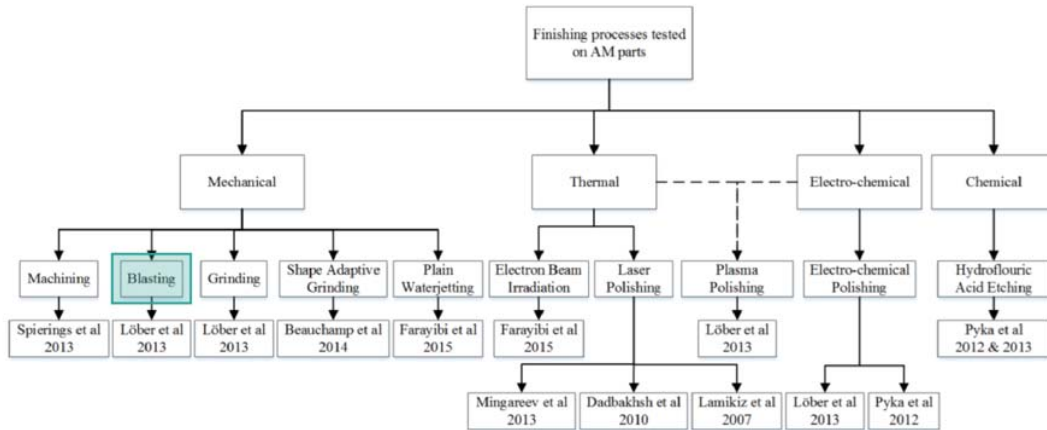 Finishing processes tested
on AM parts
Mechanical
Thermal
Electro-chemical
Chemical
Machining
Blasting
Grinding
Shape Adaptive
Grinding
Plain
Waterjetting
Electron Beam
Irradiation
Laser
Polishing
Plasma
Polishing
Electro-chemical
Polishing
Hydroflouric
Acid Etching
Spierings et al
2013
Löber et al
2013
Löber et al
2013
Beauchamp et al
2014
Farayibi et al
2015
Farayibi et al
2015
Löber et al
2013
Pyka et al
2012 & 2013
Mingareev et al
2013
Dadbakhsh et al
2010
Lamikiz et al
2007
Löber et al
2013
Pyka et al
2012